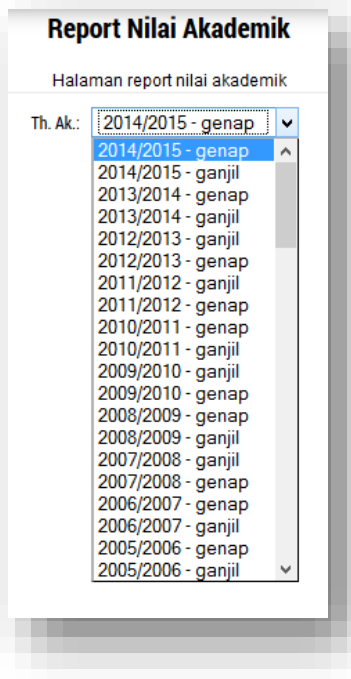 Report Nilai Akademik
Halaman report nilai akademik
Th. Ak.: 2014/2015 - genap
2014/2015 - genap
2014/2015 - ganjil
2013/2014 - genap
2013/2014 - ganjil
2012/2013 - ganjil
2012/2013 - genap
2011/2012 - ganjil
2011/2012 - genap
2010/2011 - genap
2010/2011 - ganjil
2009/2010 - ganjil
2009/2010 - genap
2008/2009 - genap
2008/2009 - ganjil
2007/2008 - ganjil
2007/2008 - genap
2006/2007 - genap
2006/2007 - ganjil
2005/2006 - genap
2005/2006 - ganjil